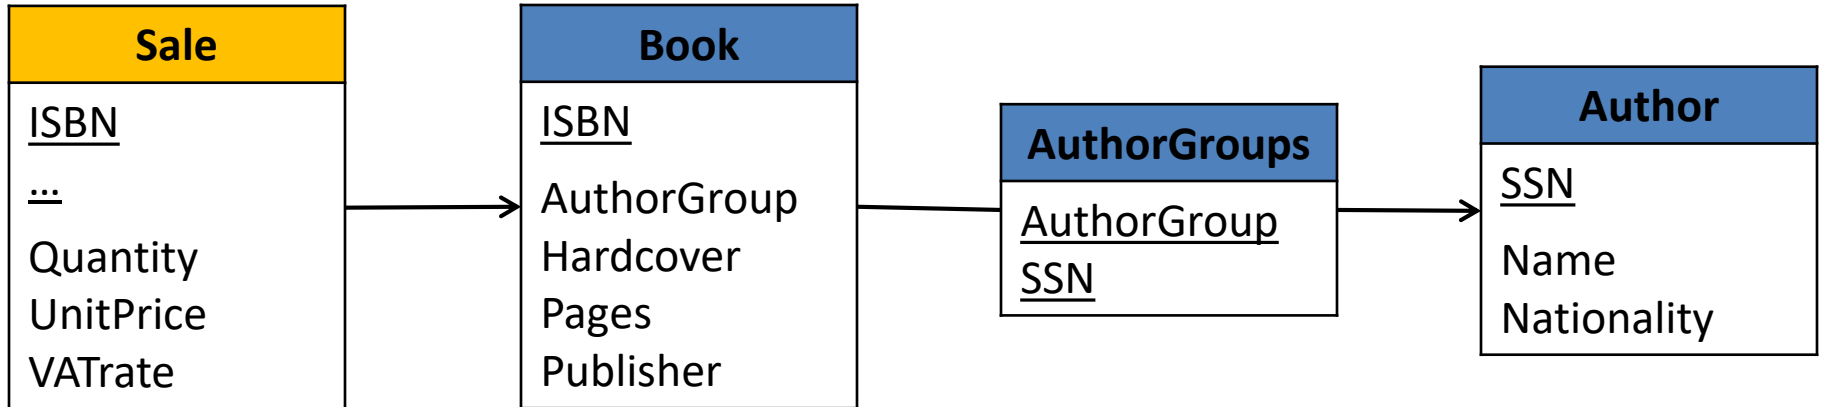 Sale
ISBN
...
Quantity
UnitPrice
VATrate
Book
ISBN
AuthorGroup
Hardcover
Pages
Publisher
AuthorGroups
AuthorGroup
SSN
Author
SSN
Name
Nationality